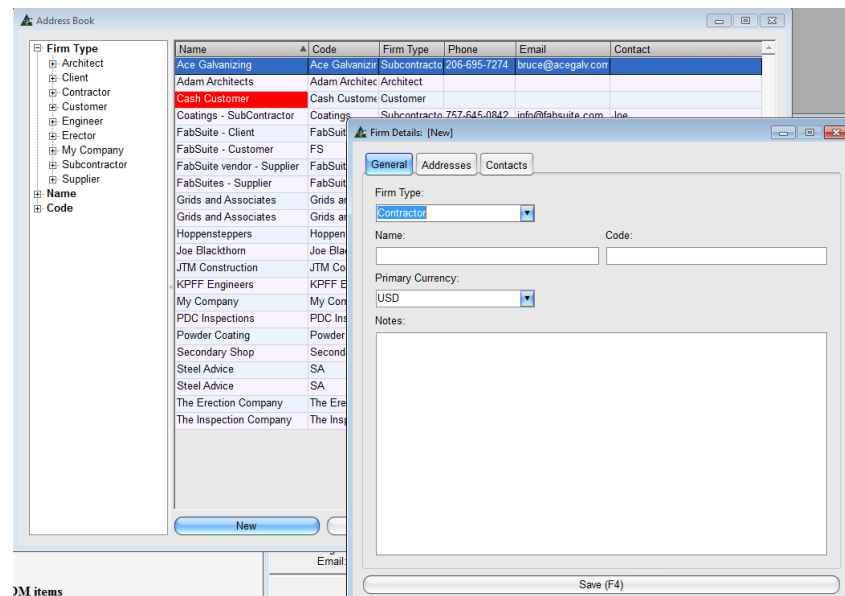 Address Book
Firm Type
Architect
Client
Contractor
Customer
Engineer
Erector
My Company
Subcontractor
Supplier
Name
Code
Name Code Firm Type Phone Email Contact
Ace Galvanizing Ace Galvanizir Subcontracto 206-695-7274 bruce@acegalv.com
Adam Architects Adam Architec Architect
Cash Customer Cash Custome Customer
Coatings - SubContractor Coatings Subcontracto 757-645-0842 info@fabsuite.com Joe
FabSuite - Client FabSuit
FabSuite - Customer FS
FabSuite vendor - Supplier FabSuit
FabSuites - Supplier FabSuit
Grids and Associates Grids ar
Grids and Associates Grids ar
Hoppensteppers Hoppen
Joe Blackthorn Joe Bla
JTM Construction JTM Co
KPFF Engineers KPFF E
My Company My Com
PDC Inspections PDC Ins
Powder Coating Powder
Secondary Shop Second
Steel Advice SA
Steel Advice SA
The Erection Company The Ere
The Inspection Company The Insp
New
Email:
OM items
Firm Details: [New]
General Addresses Contacts
Firm Type:
Contractor
Name: Code:
Primary Currency:
USD
Notes:
Save (F4)